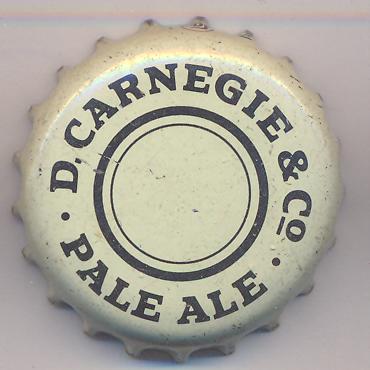 D. CARNEGIE & Co
· PALE ALE ·